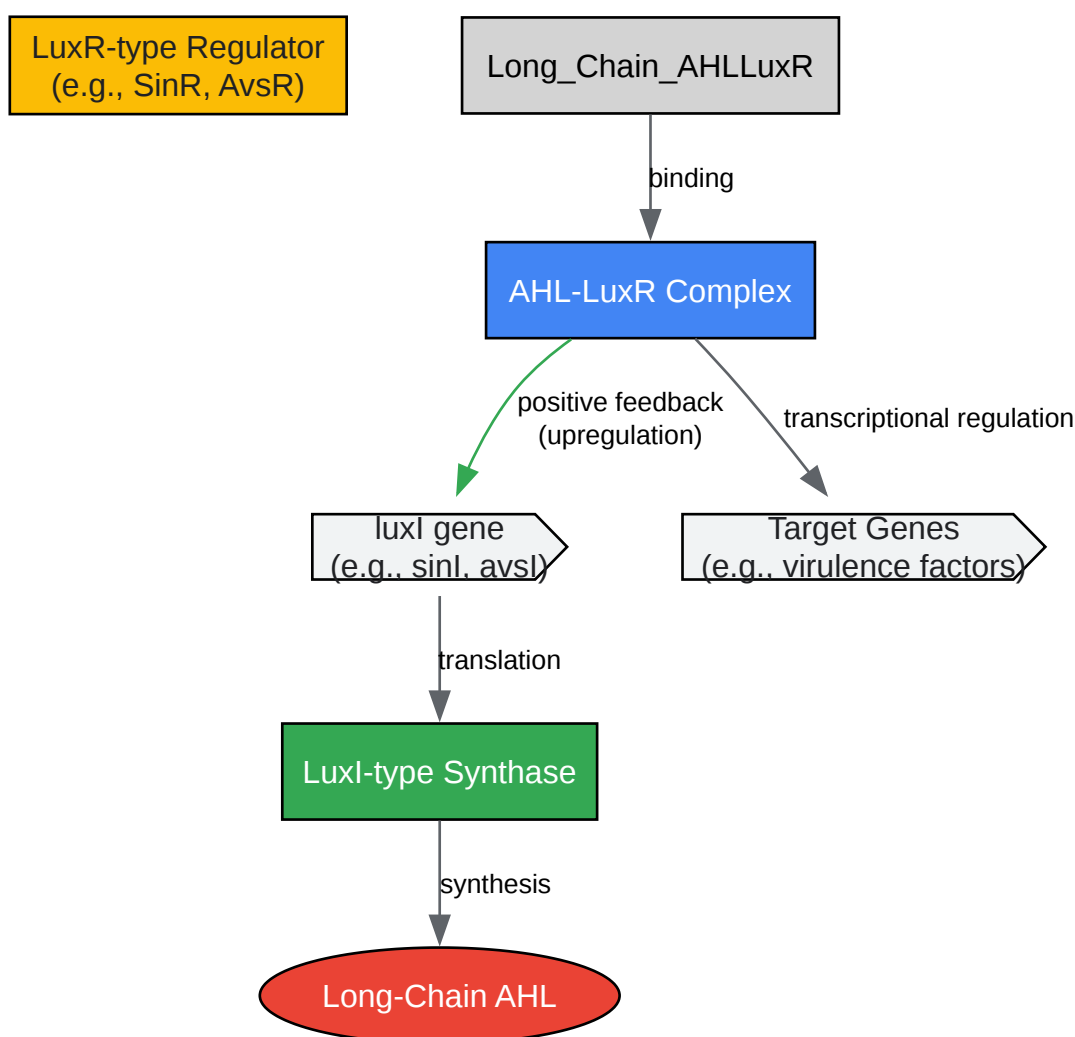 LuxR-type Regulator
(e.g., SinR, AvsR)
Long_Chain_AHLLuxR
binding
AHL-LuxR Complex
positive feedback
(upregulation)
transcriptional regulation
luxI gene
(e.g., sinI, avsI)
Target Genes
(e.g., virulence factors)
translation
LuxI-type Synthase
synthesis
Long-Chain AHL